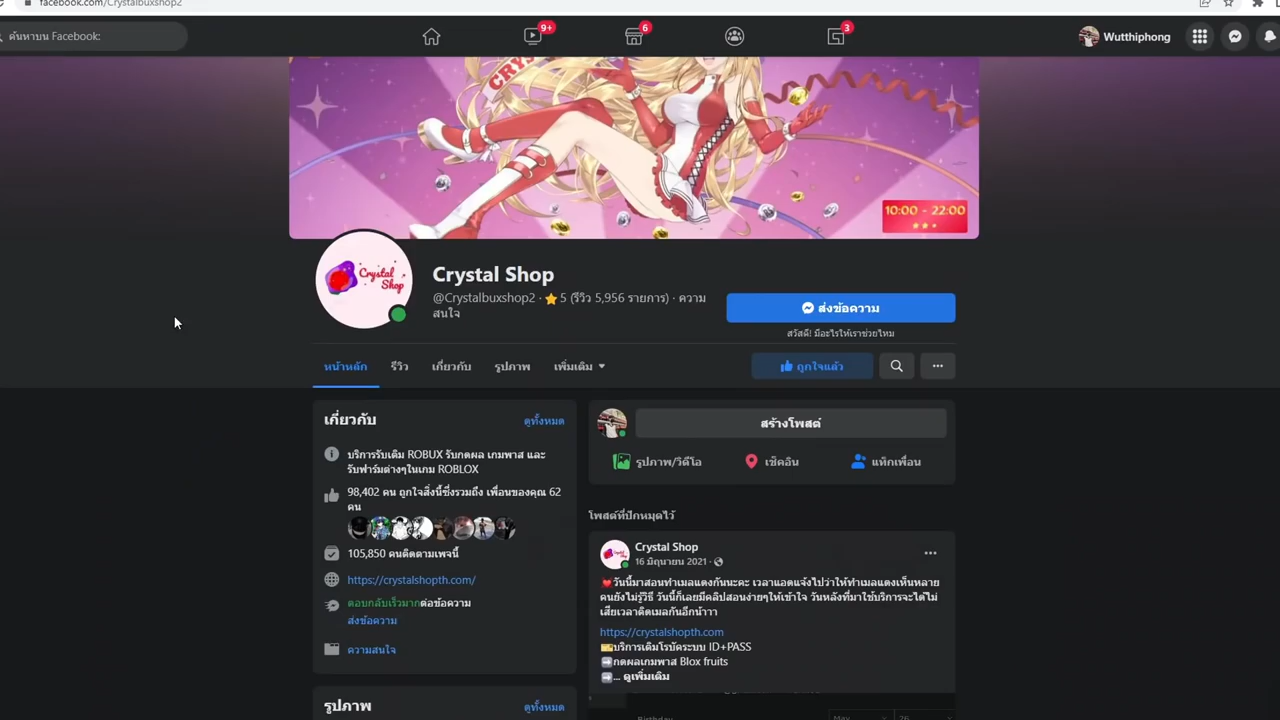 facebook.com/Crystalbuxshop2
ค้นหาบน Facebook:
9+
6
3
Wutthiphong
CRYS
10:00 - 22:00
Crystal Shop
Crystal Shop
@Crystalbuxshop2 · 5 (รีวิว 5,956 รายการ) · ความ
สนใจ
ส่งข้อความ
สวัสดี! มีอะไรให้เราช่วยไหม
หน้าหลัก
รีวิว
เกี่ยวกับ
รูปภาพ
เพิ่มเติม
ถูกใจแล้ว
เกี่ยวกับ
ดูทั้งหมด
บริการรับเติม ROBUX รับกดผล เกมพาส และ
รับฟาร์มต่างๆในเกม ROBLOX
98,402 คน ถูกใจสิ่งนี้ซึ่งรวมถึง เพื่อนของคุณ 62
คน
105,850 คนติดตามเพจนี้
https://crystalshopth.com/
ตอบกลับเร็วมากต่อข้อความ
ส่งข้อความ
ความสนใจ
รูปภาพ
ดูทั้งหมด
สร้างโพสต์
รูปภาพ/วิดีโอ
เช็คอิน
แท็กเพื่อน
โพสต์ที่ปักหมุดไว้
Crystal Shop
16 มิถุนายน 2021 ·
❤️วันนี้มาสอนทำเมลแดงกันนะคะ เวลาแอดแจ้งไปว่าให้ทำเมลแดงเห็นหลาย
คนยังไม่รู้วิธี วันนี้ก็เลยมีคลิปสอนง่ายๆให้เข้าใจ วันหลังที่มาใช้บริการจะได้ไม่
เสียเวลาคิดเมลกันอีกน้าาา
https://crystalshopth.com
🎫บริการเติมโรบัคระบบ ID+PASS
➡️กดผลเกมพาส Blox fruits
➡️... ดูเพิ่มเติม
Birthday
May
26